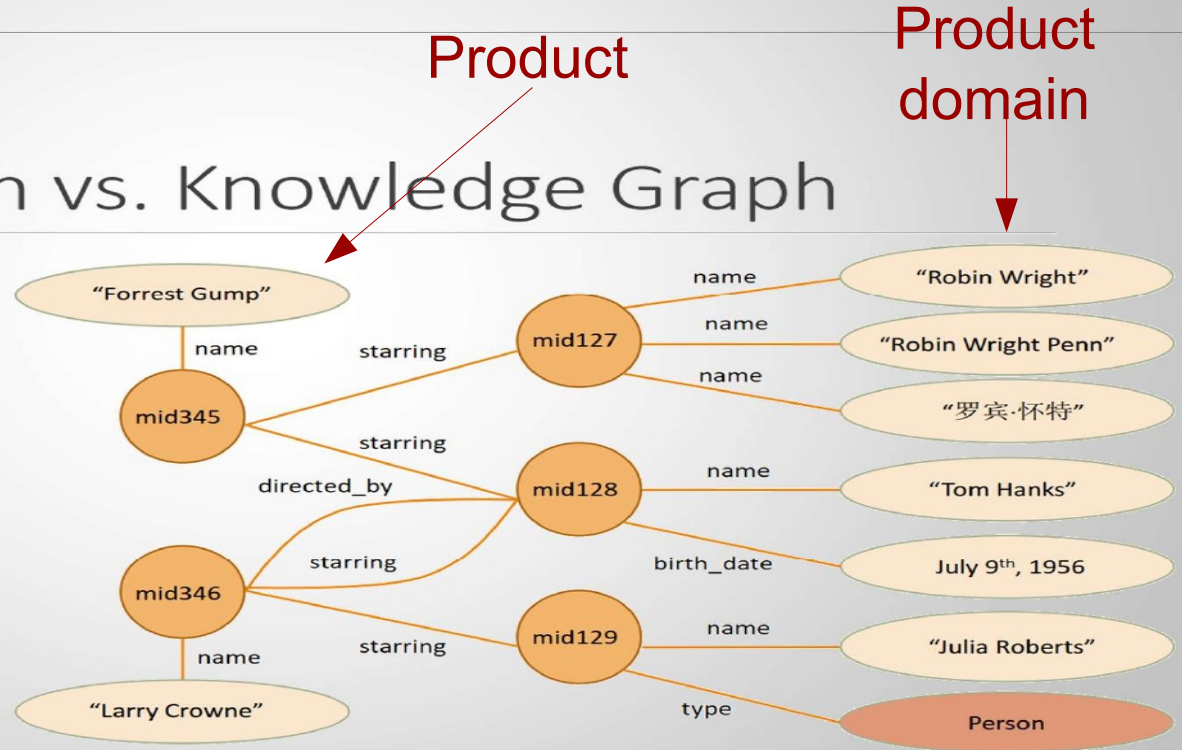 Product
Product
domain
vs. Knowledge Graph
“Forrest Gump”
name
mid345
starring
starring
directed_by
starring
mid346
starring
name
“Larry Crowne”
mid127
name
“Robin Wright”
name
“Robin Wright Penn”
name
“罗宾·怀特”
mid128
name
“Tom Hanks”
birth_date
July 9th, 1956
mid129
name
“Julia Roberts”
type
Person